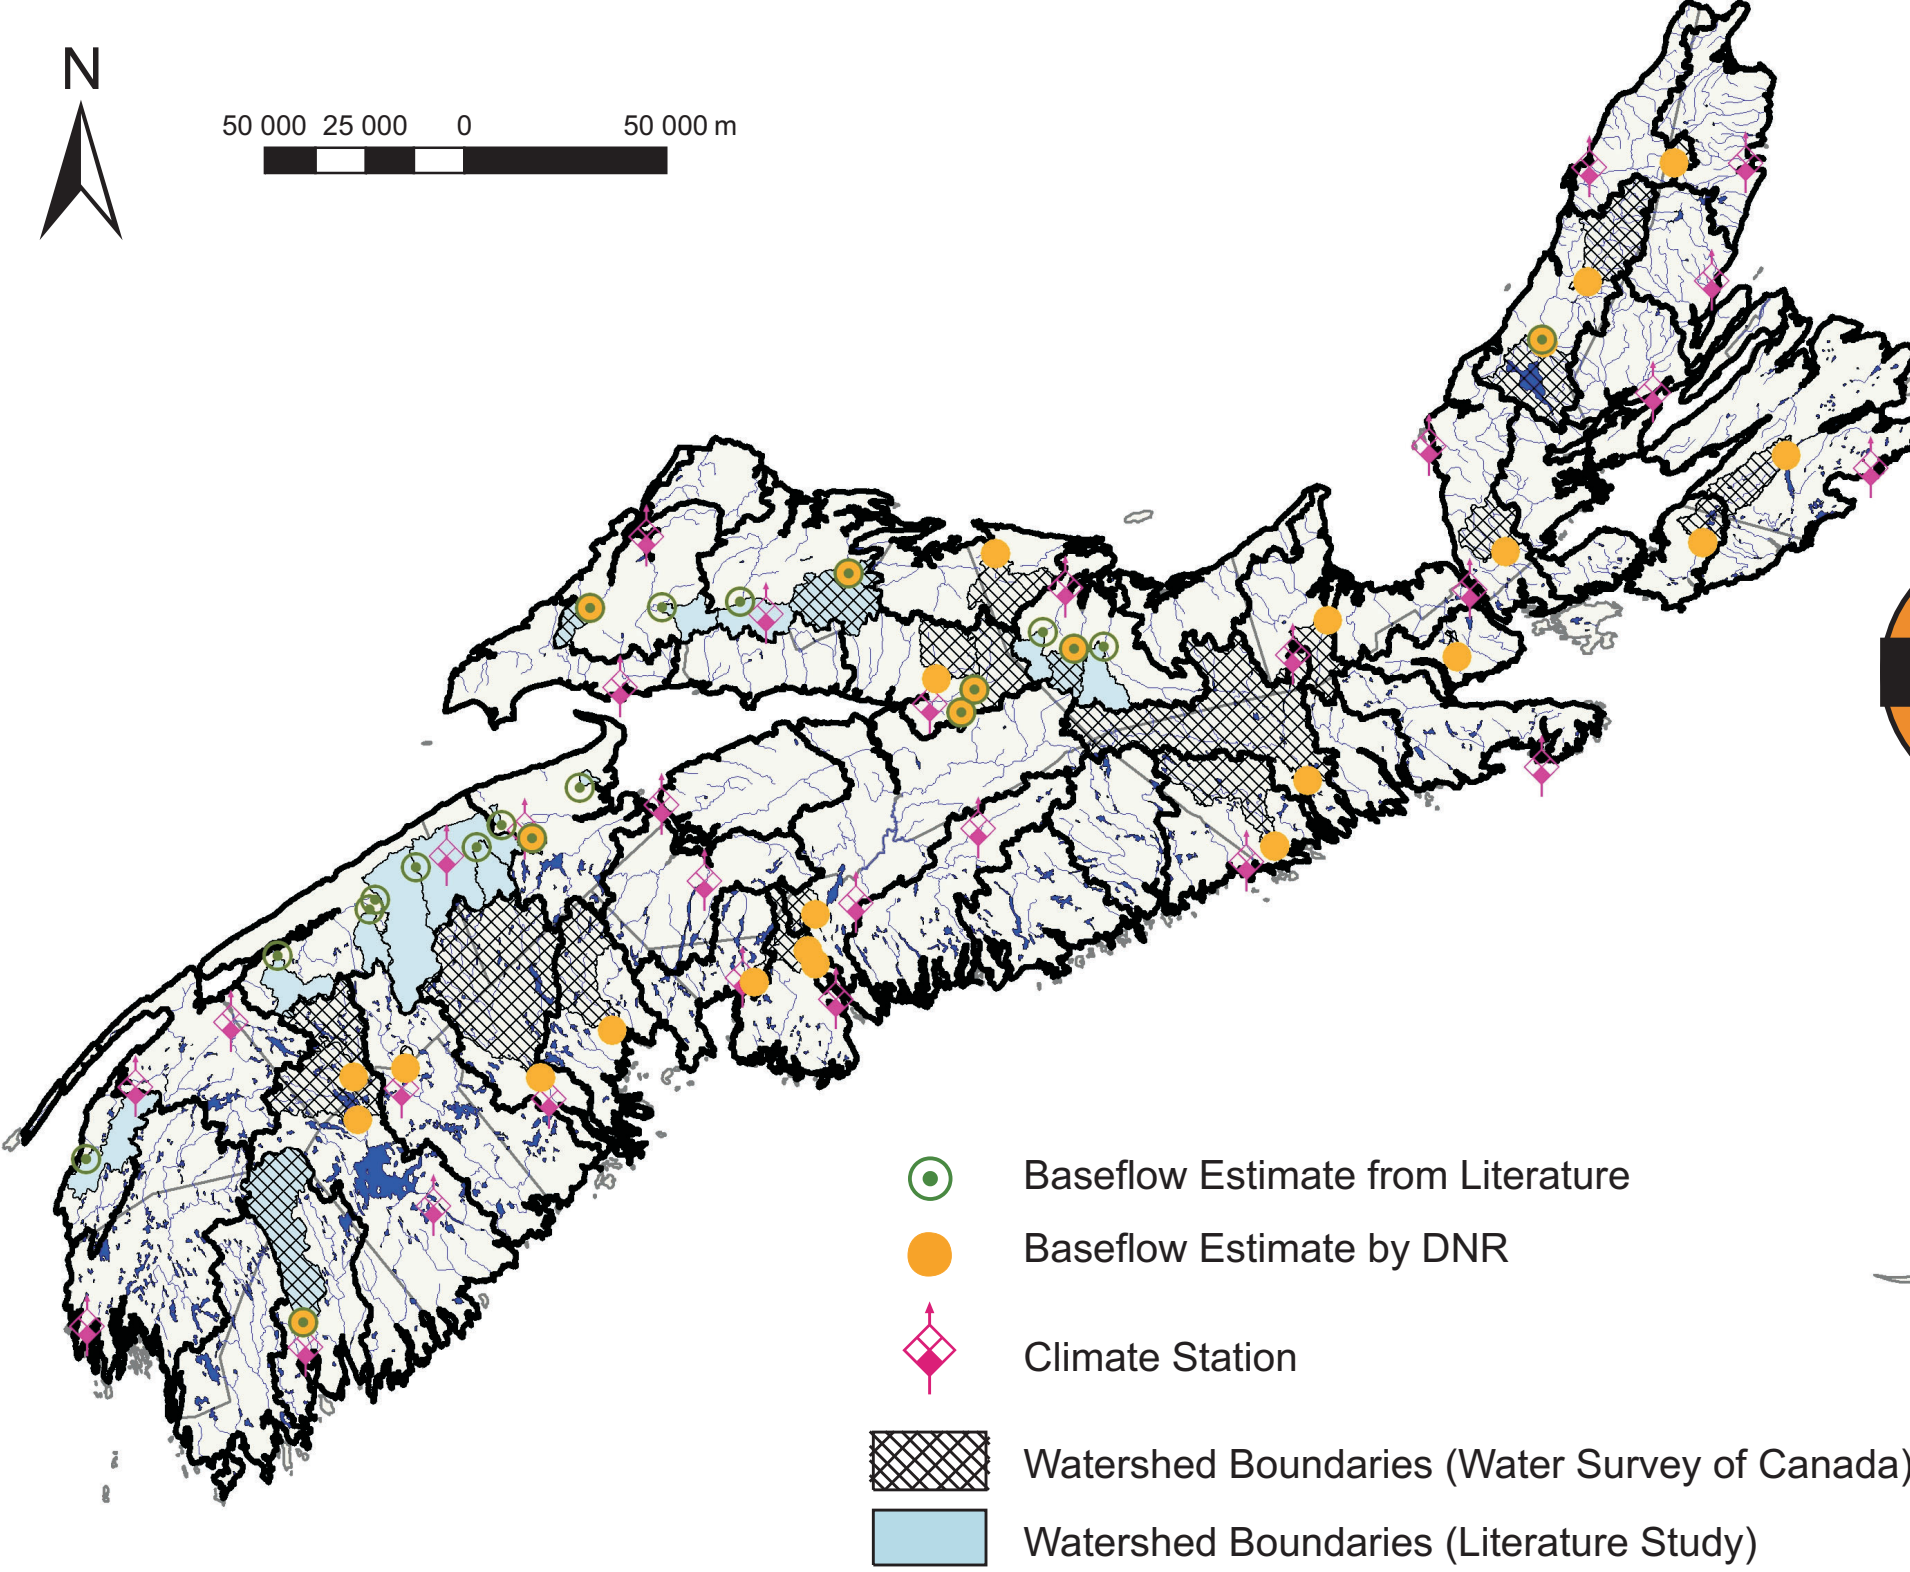 N
50 000 25 000 0 50 000 m
Baseflow Estimate from Literature
Baseflow Estimate by DNR
Climate Station
Watershed Boundaries (Water Survey of Canada)
Watershed Boundaries (Literature Study)